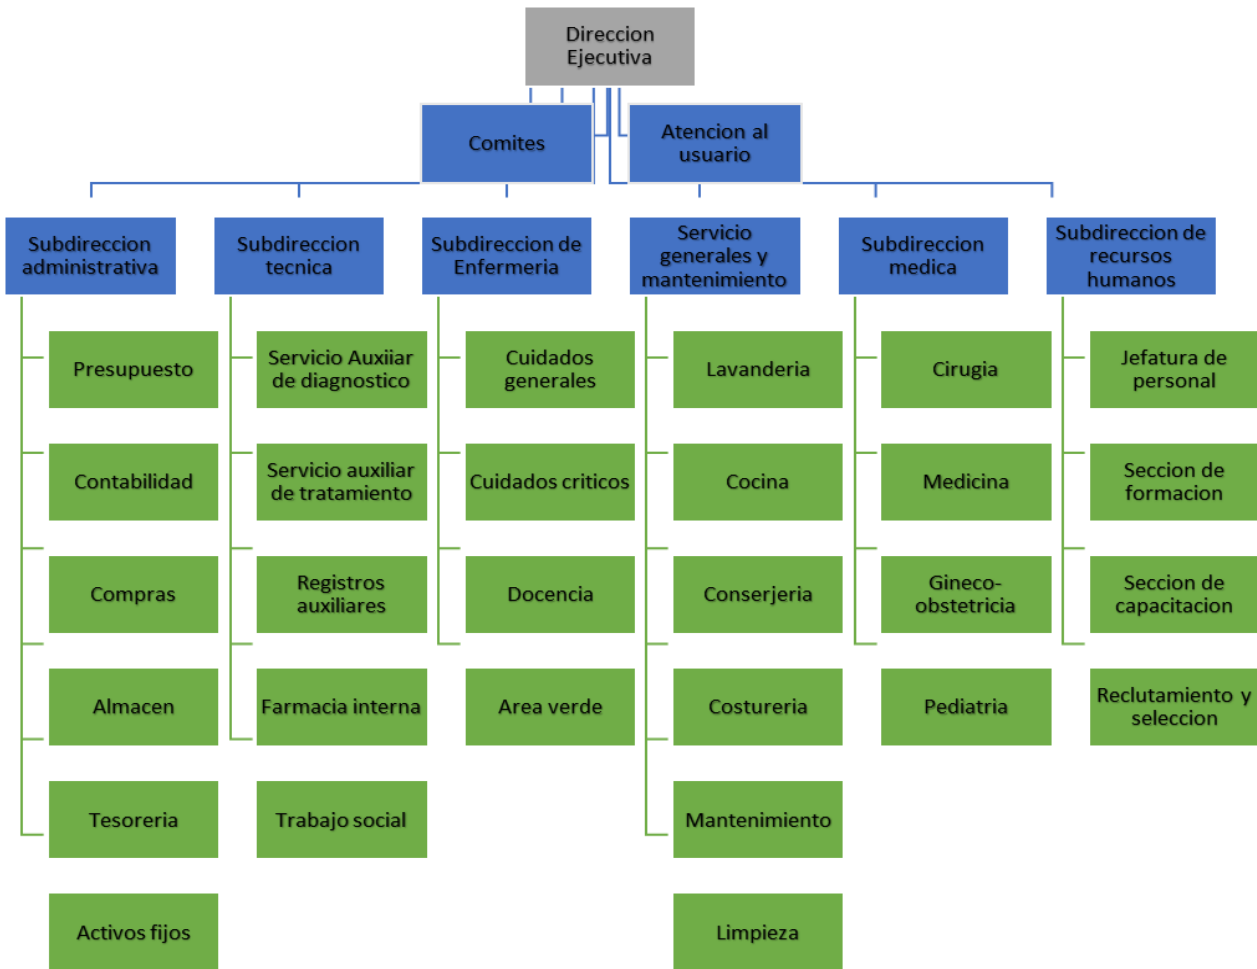 Direccion
Ejecutiva
Comites
Atencion al
usuario
Subdireccion
administrativa
Subdireccion
tecnica
Subdireccion de
Enfermeria
Servicio
generales y
mantenimiento
Subdireccion
medica
Subdireccion de
recursos
humanos
Presupuesto
Contabilidad
Compras
Almacen
Tesoreria
Activos fijos
Servicio Auxiiar
de diagnostico
Servicio auxiliar
de tratamiento
Registros
auxiliares
Farmacia interna
Trabajo social
Cuidados
generales
Cuidados criticos
Docencia
Area verde
Lavanderia
Cocina
Conserjeria
Costureria
Mantenimiento
Limpieza
Cirugia
Medicina
Gineco-
obstetricia
Pediatria
Jefatura de
personal
Seccion de
formacion
Seccion de
capacitacion
Reclutamiento y
seleccion